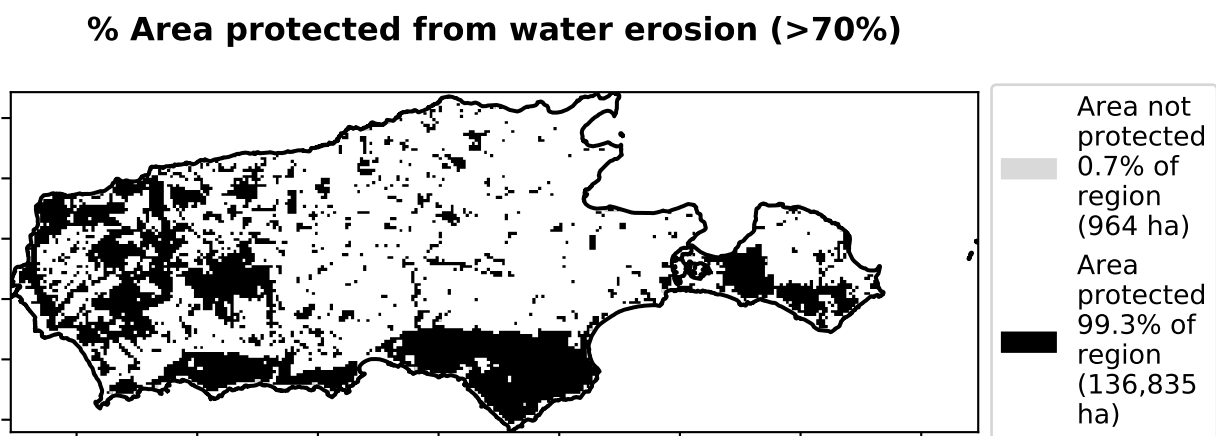 % Area protected from water erosion (>70%)
Area not
protected
0.7% of
region
(964 ha)
Area
protected
99.3% of
region
(136,835
ha)